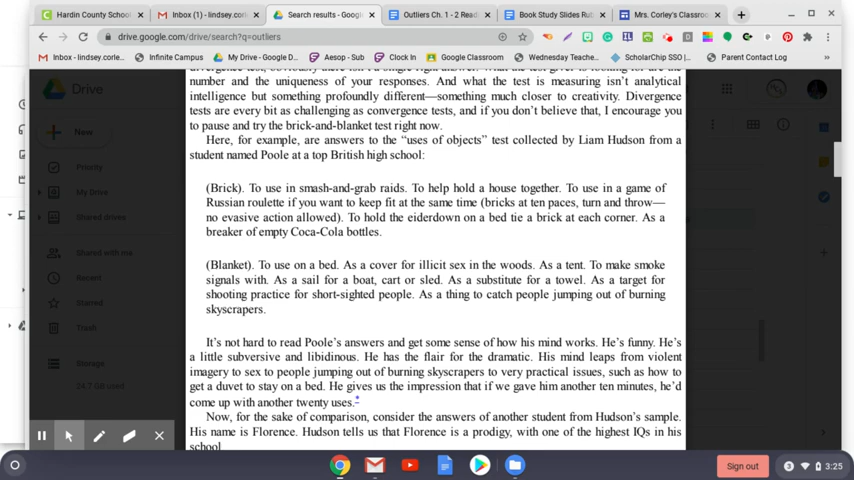 Hardin County School
Inbox (1) - lindsey.corle
Search results - Goog
Outliers Ch. 1 - 2 Read
Book Study Slides Rub
Mrs. Corley's Classroo
drive.google.com/drive/search?q=outliers
Inbox - lindsey.co...
Infinite Campus
My Drive - Google D...
Aesop - Sub
Clock In
Google Classroom
Wednesday Teache...
ScholarChip SSO |...
Parent Contact Log
Drive
number and the uniqueness of your responses. And what the test is measuring isn't analytical
intelligence but something profoundly different—something much closer to creativity. Divergence
tests are every bit as challenging as convergence tests, and if you don't believe that, I encourage you
to pause and try the brick-and-blanket test right now.
Here, for example, are answers to the "uses of objects" test collected by Liam Hudson from a
student named Poole at a top British high school:
(Brick). To use in smash-and-grab raids. To help hold a house together. To use in a game of
Russian roulette if you want to keep fit at the same time (bricks at ten paces, turn and throw—
no evasive action allowed). To hold the eiderdown on a bed tie a brick at each corner. As a
breaker of empty Coca-Cola bottles.
(Blanket). To use on a bed. As a cover for illicit sex in the woods. As a tent. To make smoke
signals with. As a sail for a boat, cart or sled. As a substitute for a towel. As a target for
shooting practice for short-sighted people. As a thing to catch people jumping out of burning
skyscrapers.
It's not hard to read Poole's answers and get some sense of how his mind works. He's funny. He's
a little subversive and libidinous. He has the flair for the dramatic. His mind leaps from violent
imagery to sex to people jumping out of burning skyscrapers to very practical issues, such as how to
get a duvet to stay on a bed. He gives us the impression that if we gave him another ten minutes, he'd
come up with another twenty uses.*
Now, for the sake of comparison, consider the answers of another student from Hudson's sample.
His name is Florence. Hudson tells us that Florence is a prodigy, with one of the highest IQs in his
school
New
Priority
My Drive
Shared drives
Shared with me
Recent
Starred
Trash
Storage
24.7 GB used
Sign out
3
3:25